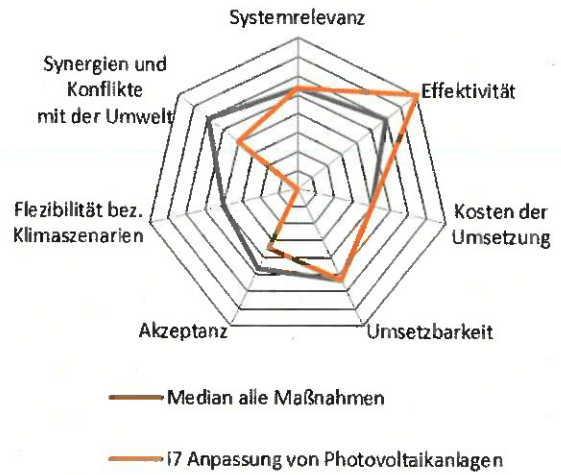 Systemrelevanz
Effektivität
Kosten der
Umsetzung
Umsetzbarkeit
Akzeptanz
Flezibilität bez.
Klimaszenarien
Synergien und
Konflikte
mit der Umwelt
Median alle Maßnahmen
I7 Anpassung von Photovoltaikanlagen